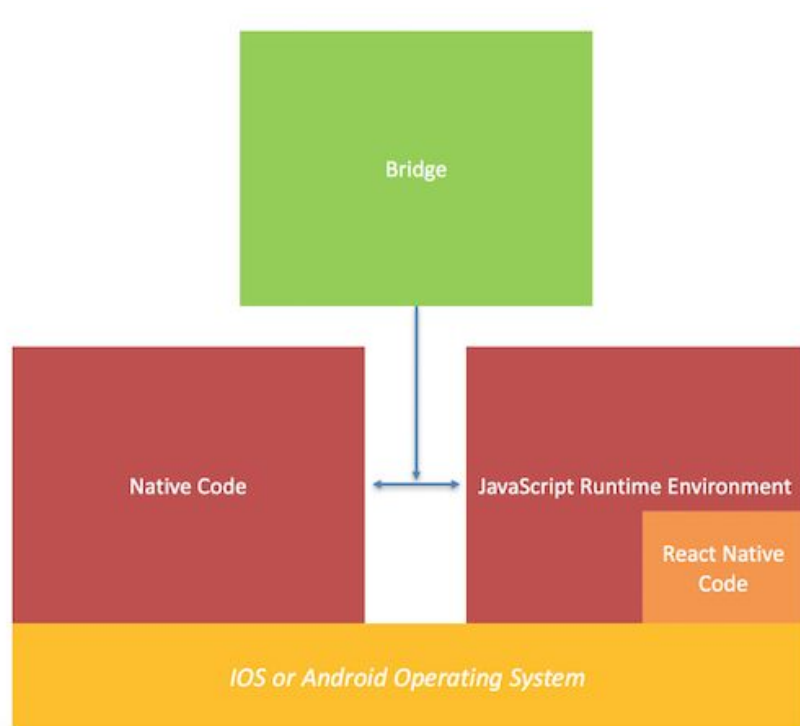 Bridge
Native Code
JavaScript Runtime Environment
React Native
Code
IOS or Android Operating System